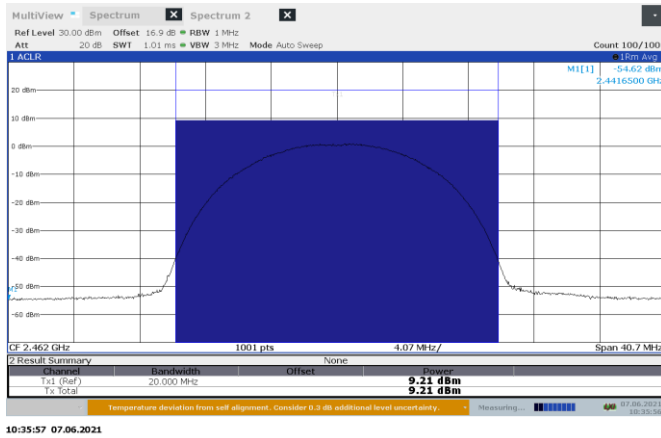 MultiView Spectrum X Spectrum 2 X
Ref Level 30.00 dBm Offset 16.9 dB RBW 1 MHz
Att 20 dB SWT 1.01 ms VBW 3 MHz Mode Auto Sweep Count 100/100
1 ACLR 1Rm Avg
M1[1] -54.62 dBm
2.4416500 GHz
20 dBm
10 dBm
0 dBm
-10 dBm
-20 dBm
-30 dBm
-40 dBm
-50 dBm
M1
-60 dBm
CF 2.462 GHz 1001 pts 4.07 MHz/ Span 40.7 MHz
2 Result Summary None
Channel Bandwidth Offset Power
Tx1 (Ref) 20.000 MHz 9.21 dBm
Tx Total 9.21 dBm
Temperature deviation from self alignment. Consider 0.3 dB additional level uncertainty. Measuring... 07.06.2021
10:35:56
10:35:57 07.06.2021